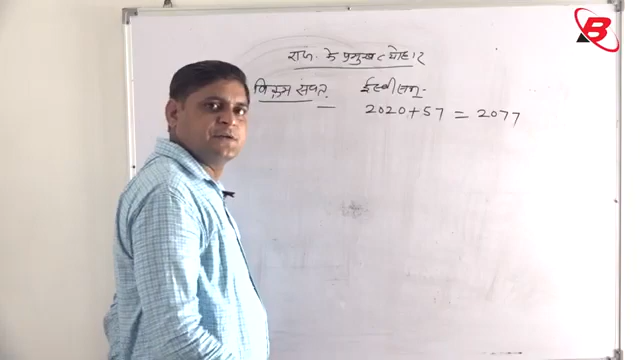 राज. के प्रमुख त्योहार
विक्रम संवत् ईस्वी सन्
2020 + 57 = 2077
B